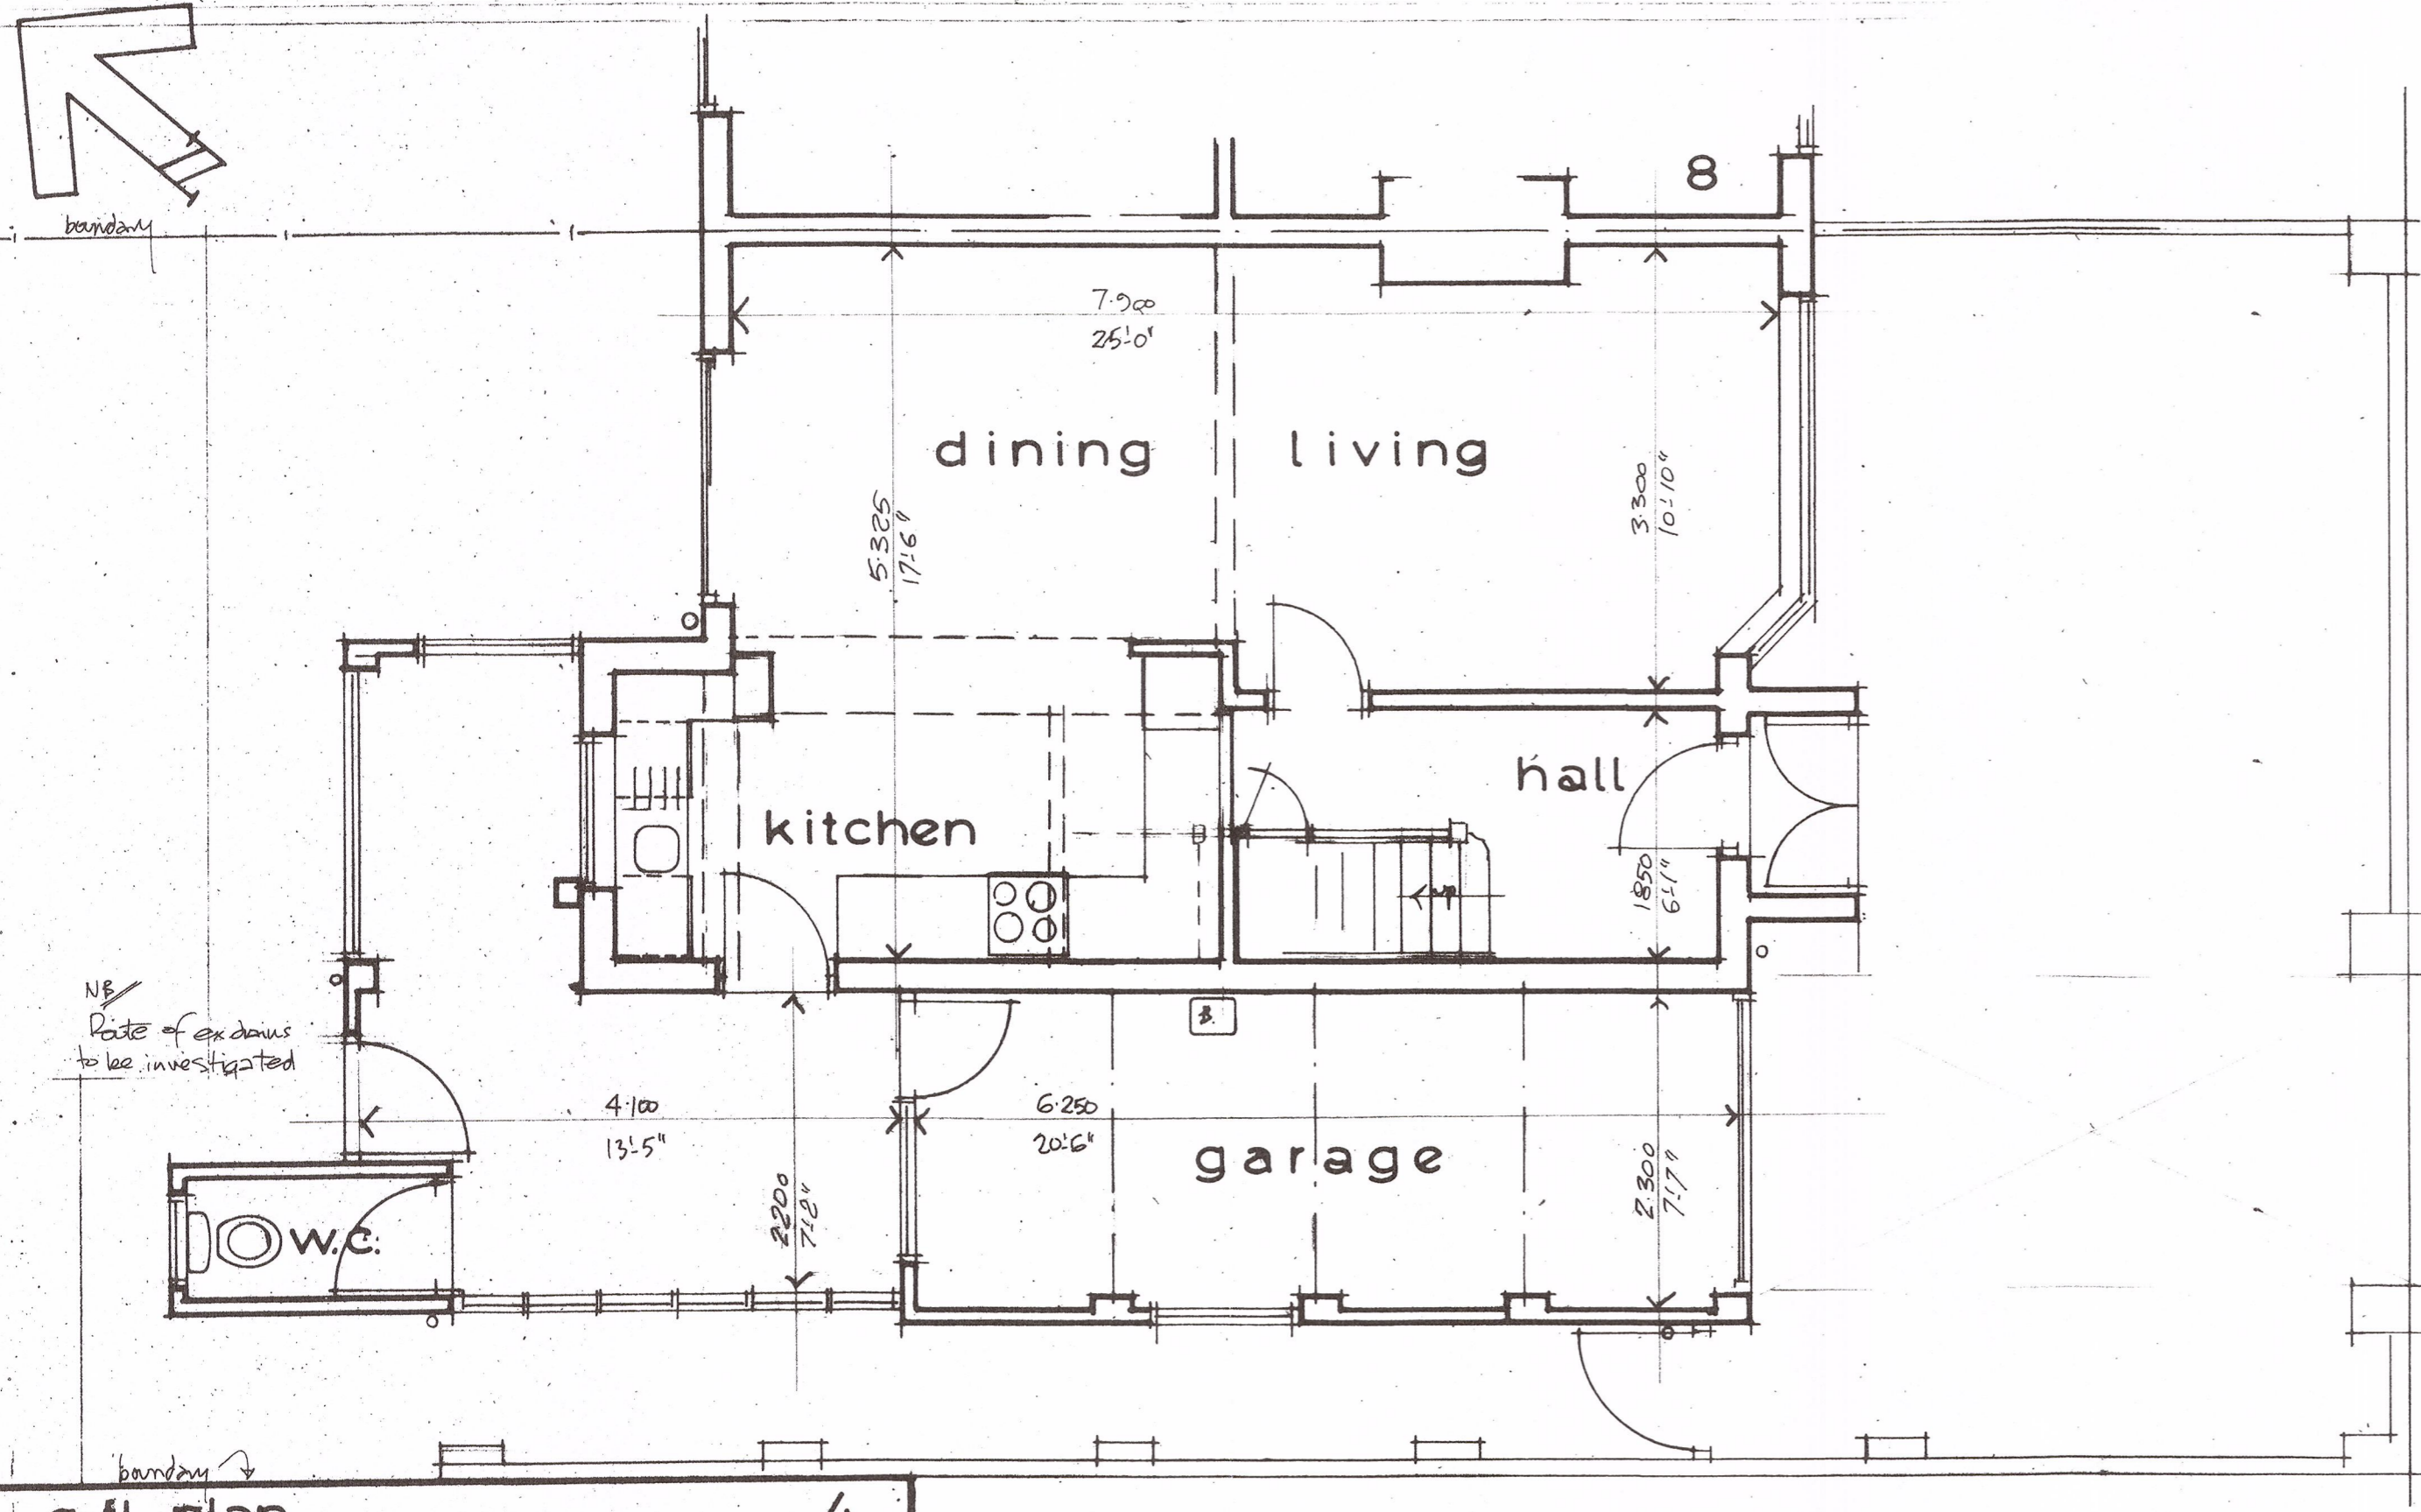 8
boundary
7.900
25'-0"
dining
living
5.325
17'-6"
3.300
10'-10"
hall
kitchen
up
1850
6'-1"
NB
Route of ex drains
to be investigated
B.
4.100
13'-5"
6.250
20'-6"
garage
2200
7'-2"
2.300
7'-7"
W.C.
boundary